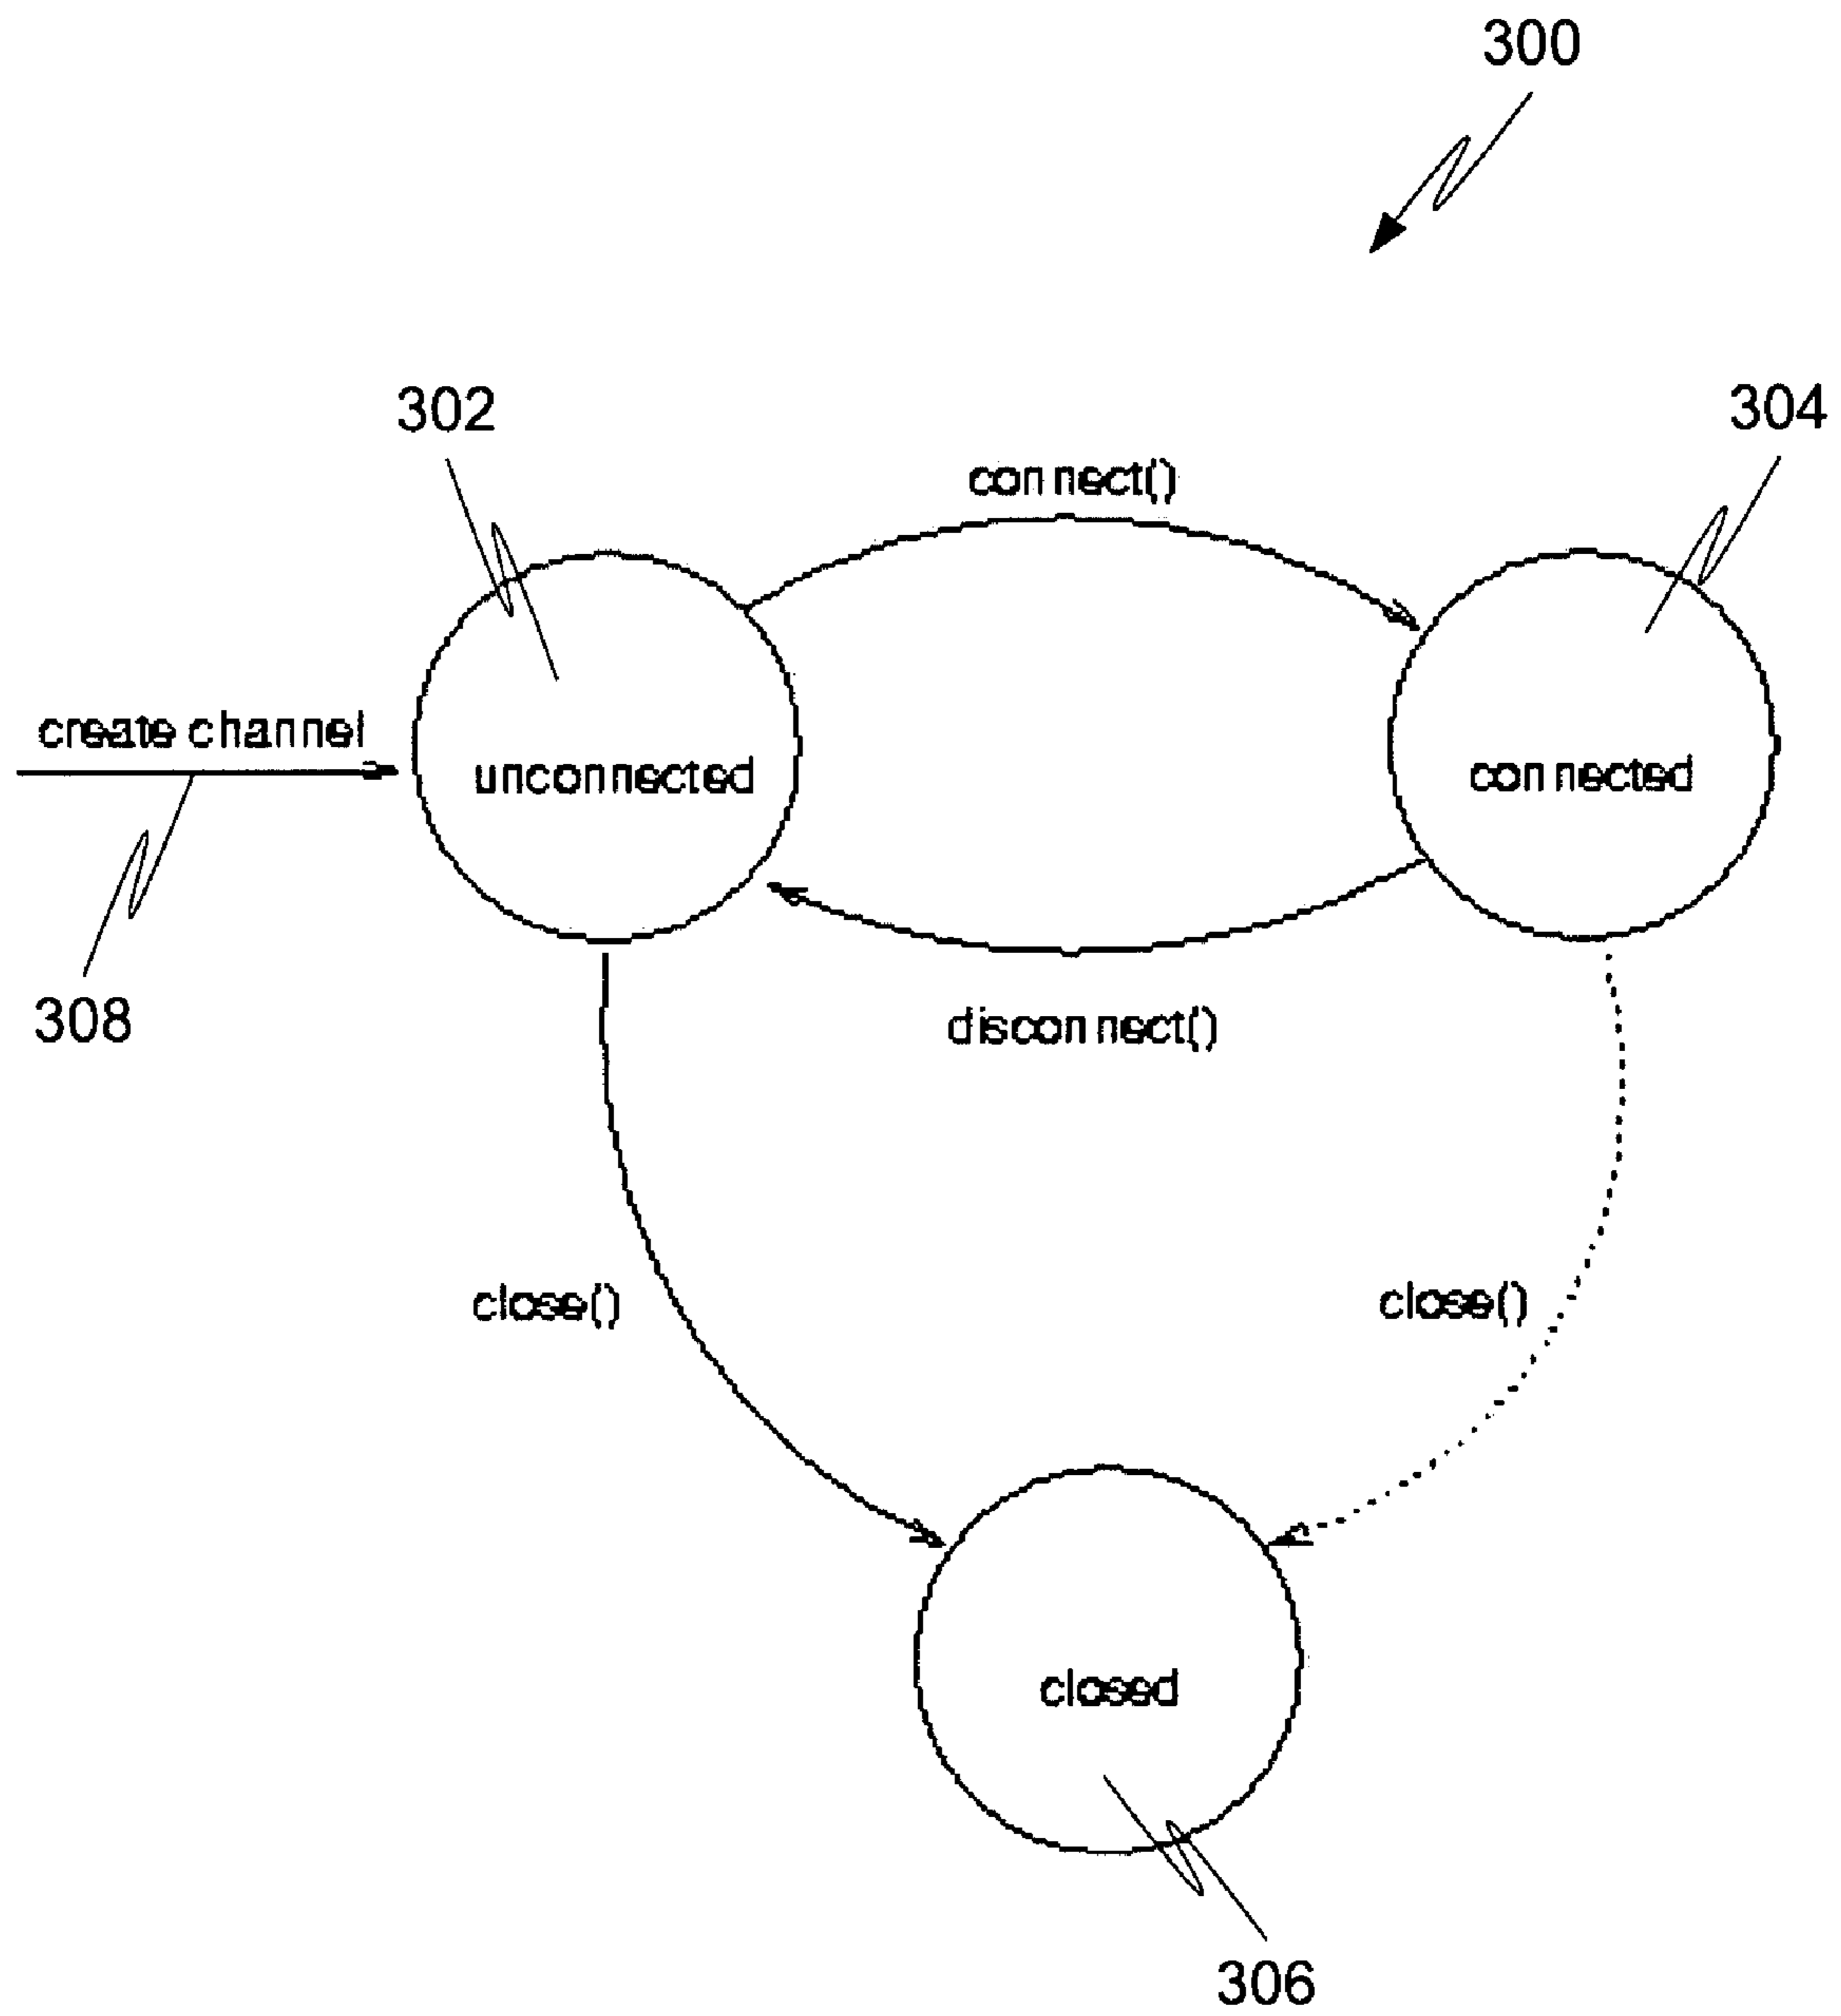 300
302
304
connect()
create channel
unconnected
connected
308
disconnect()
close()
close()
closed
306